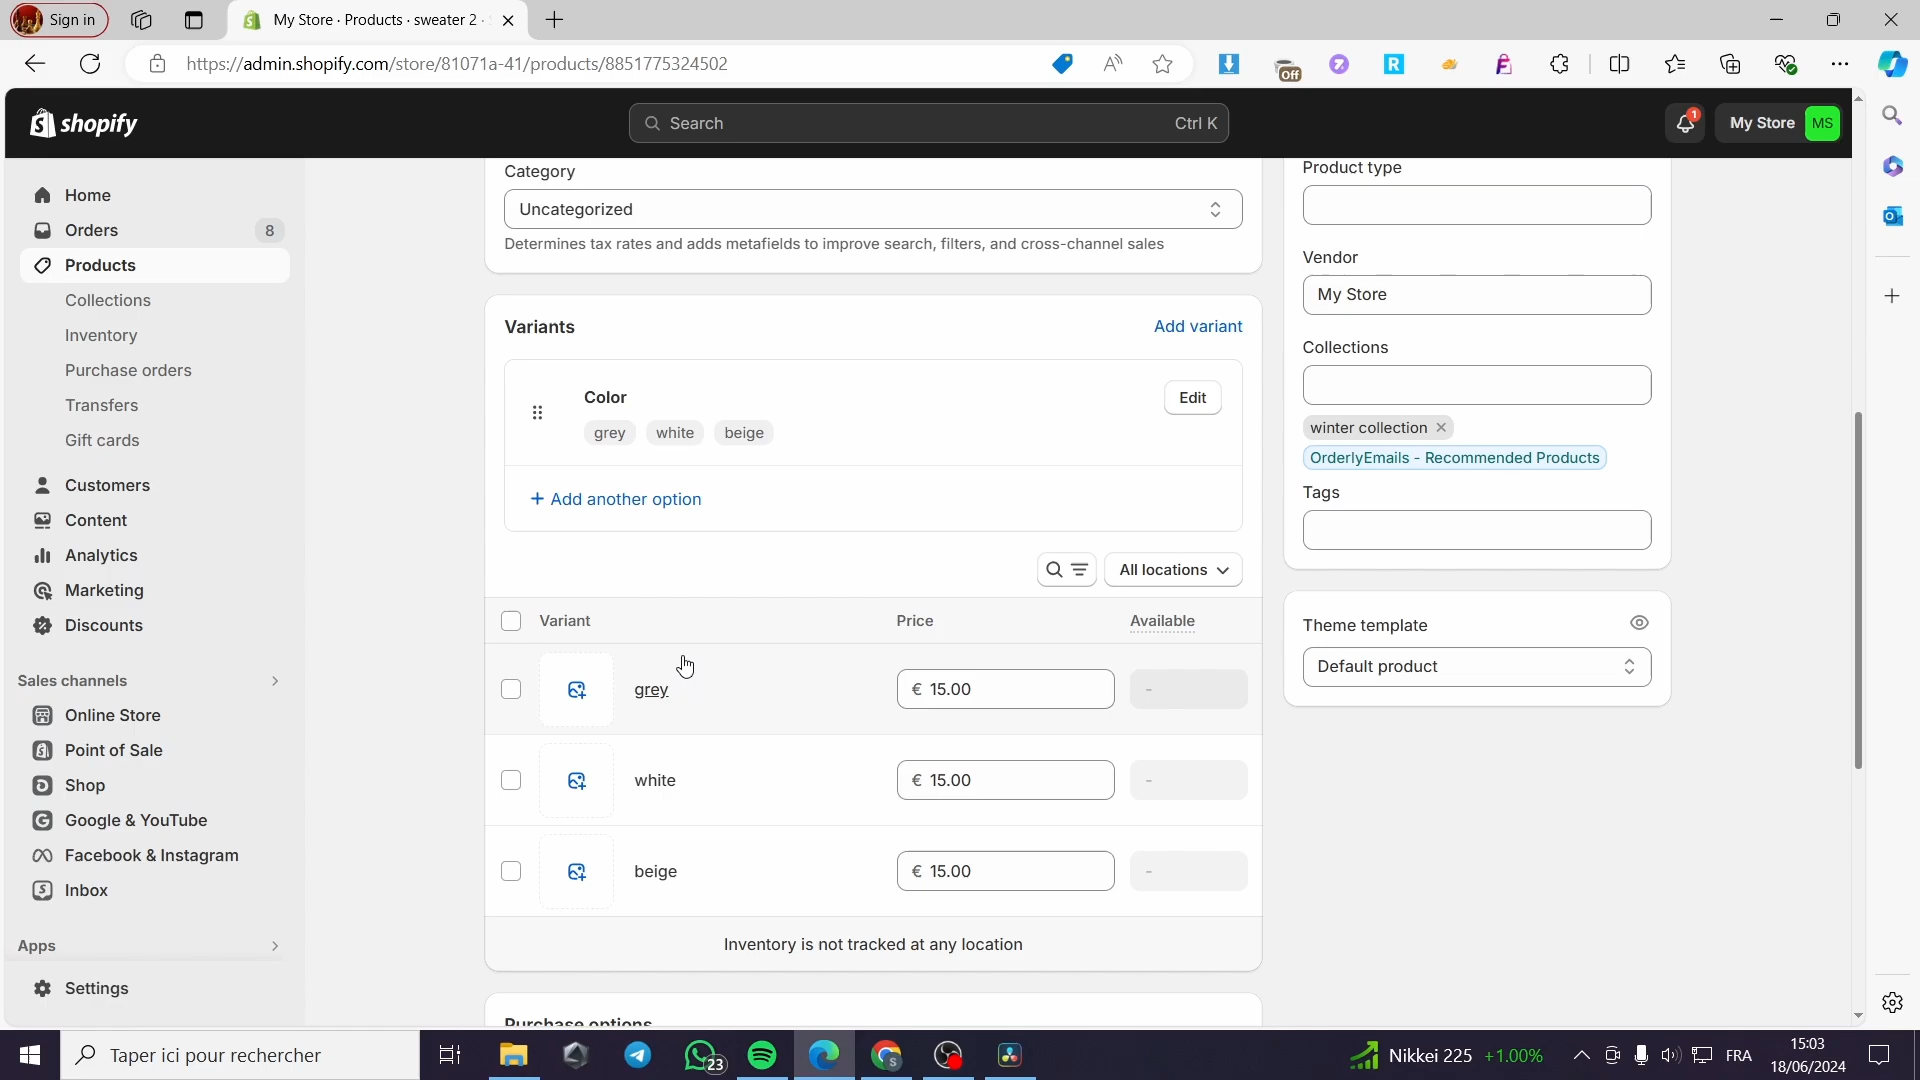 Sign in
My Store · Products · sweater 2 ·
https://admin.shopify.com/store/81071a-41/products/8851775324502
Off
shopify
Search
Ctrl K
1
My Store
MS
Home
Orders
8
Products
Collections
Inventory
Purchase orders
Transfers
Gift cards
Customers
Content
Analytics
Marketing
Discounts
Sales channels
Online Store
Point of Sale
Shop
Google & YouTube
Facebook & Instagram
Inbox
Apps
Settings
Category
Uncategorized
Determines tax rates and adds metafields to improve search, filters, and cross-channel sales
Variants
Add variant
Color
Edit
grey
white
beige
+ Add another option
All locations
Variant
Price
Available
grey
€ 15.00
-
white
€ 15.00
-
beige
€ 15.00
-
Inventory is not tracked at any location
Purchase options
Product type
Vendor
My Store
Collections
winter collection
OrderlyEmails - Recommended Products
Tags
Theme template
Default product
Taper ici pour rechercher
23
Nikkei 225
+1.00%
FRA
15:03
18/06/2024